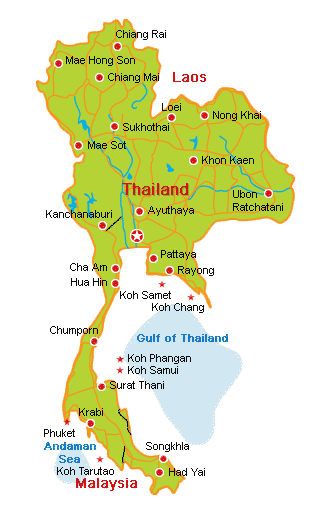 Chiang Rai
Mae Hong Son
Chiang Mai
Laos
Loei
Nong Khai
Sukhothai
Mae Sot
Khon Kaen
Thailand
Ubon
Ratchatani
Kanchanaburi
Ayuthaya
Pattaya
Cha Am
Rayong
Hua Hin
Koh Samet
Koh Chang
Chumporn
Gulf of Thailand
Koh Phangan
Koh Samui
Surat Thani
Krabi
Phuket
Andaman
Sea
Songkhla
Koh Tarutao
Had Yai
Malaysia